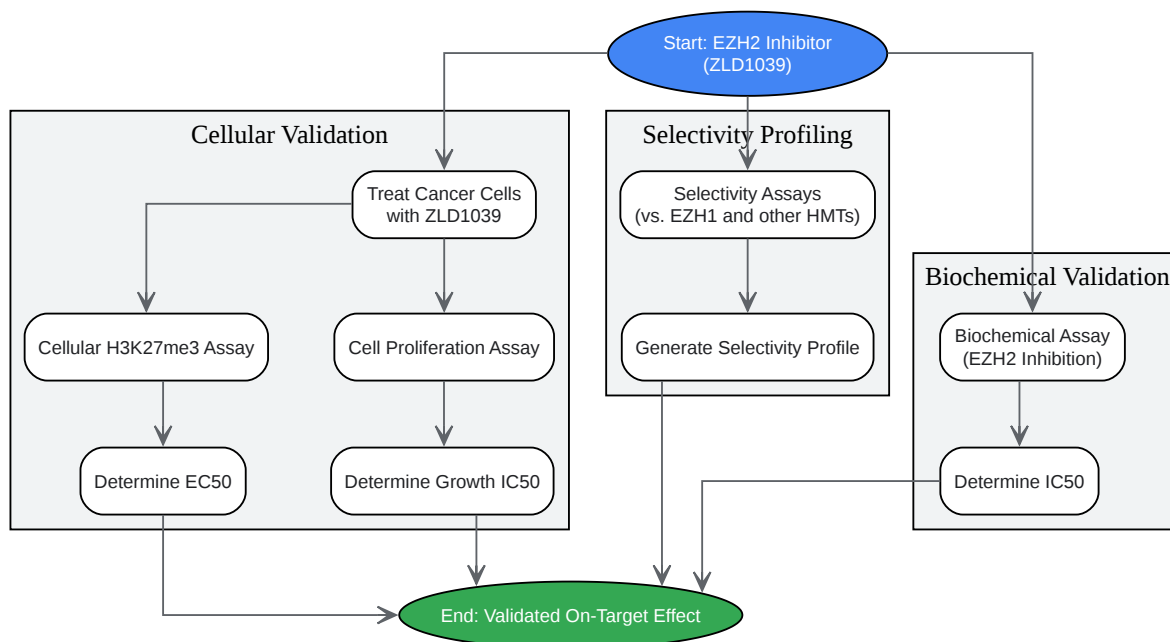 Start: EZH2 Inhibitor
(ZLD1039)
Cellular Validation
Treat Cancer Cells
with ZLD1039
Cellular H3K27me3 Assay
Cell Proliferation Assay
Determine EC50
Determine Growth IC50
Selectivity Profiling
Selectivity Assays
(vs. EZH1 and other HMTs)
Generate Selectivity Profile
Biochemical Validation
Biochemical Assay
(EZH2 Inhibition)
Determine IC50
End: Validated On-Target Effect